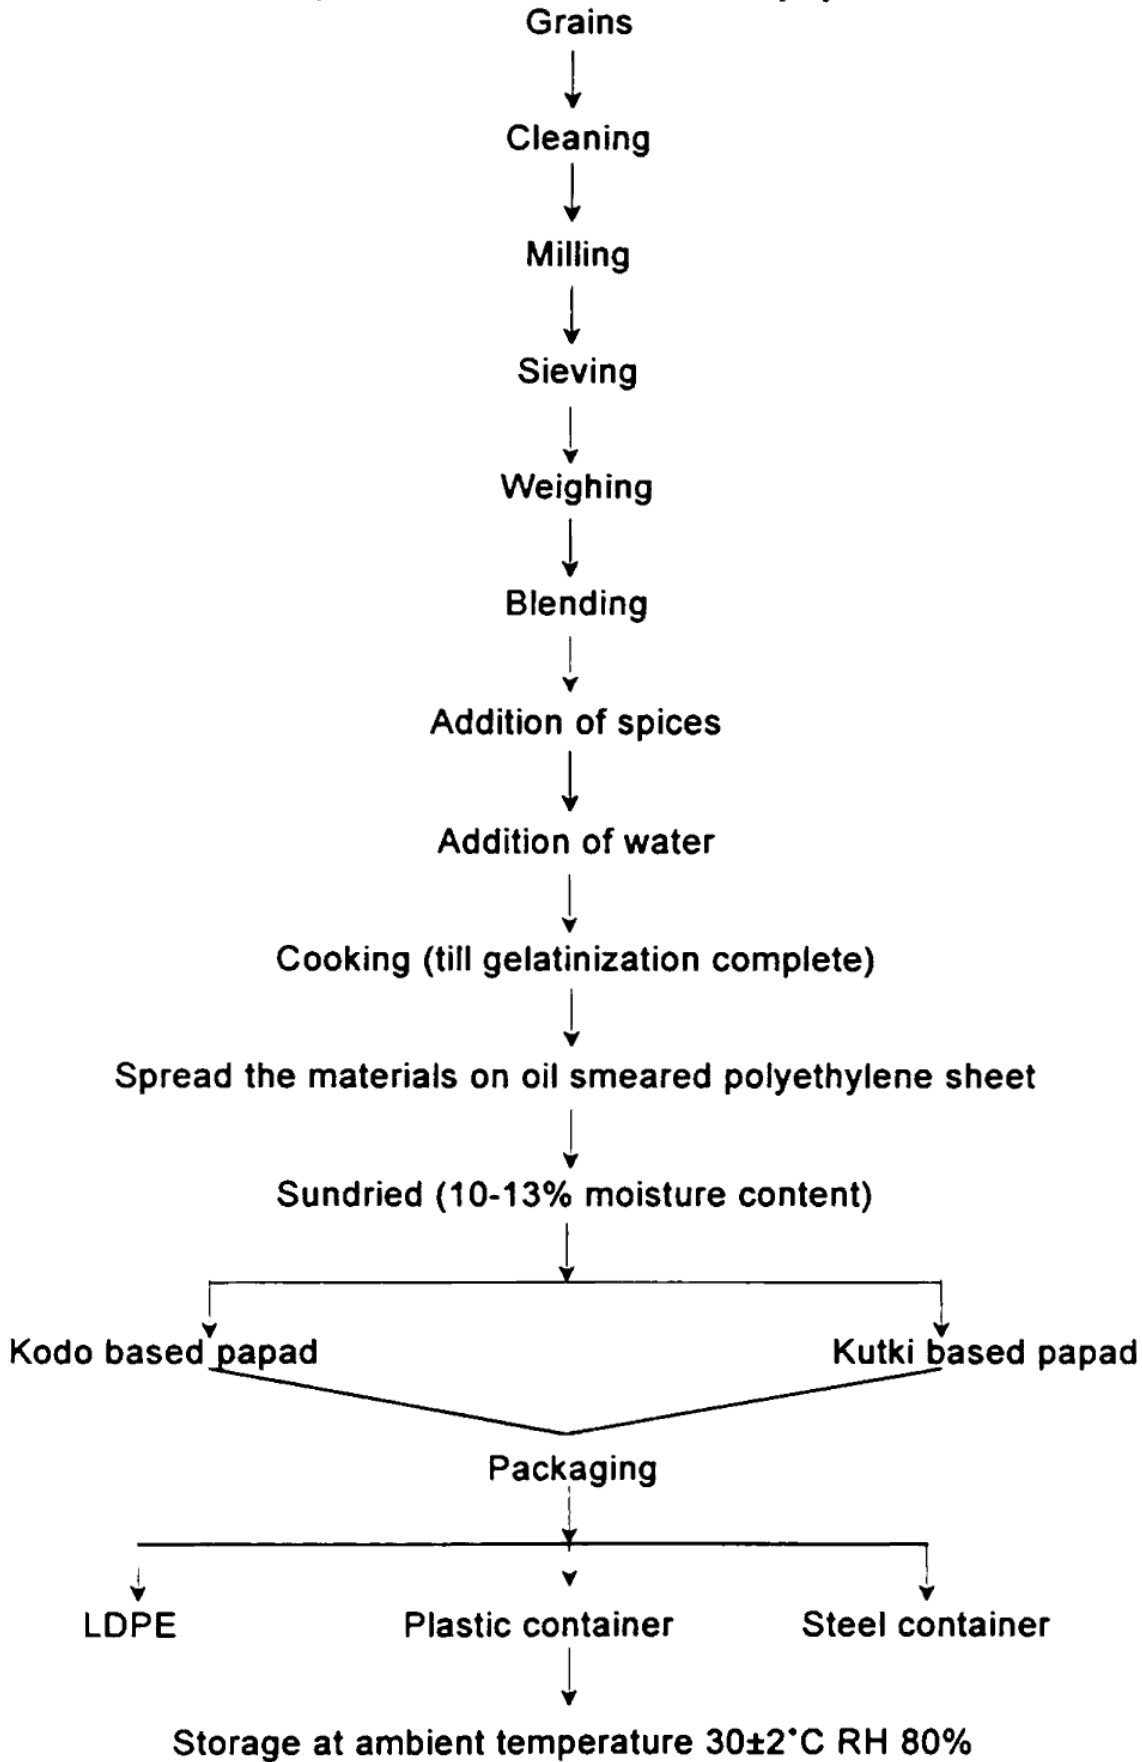 Grains
Cleaning
Milling
Sieving
Weighing
Blending
Addition of spices
Addition of water
Cooking (till gelatinization complete)
Spread the materials on oil smeared polyethylene sheet
Sundried (10-13% moisture content)
Kodo based papad Kutki based papad
Packaging
LDPE Plastic container Steel container
Storage at ambient temperature 30±2°C RH 80%